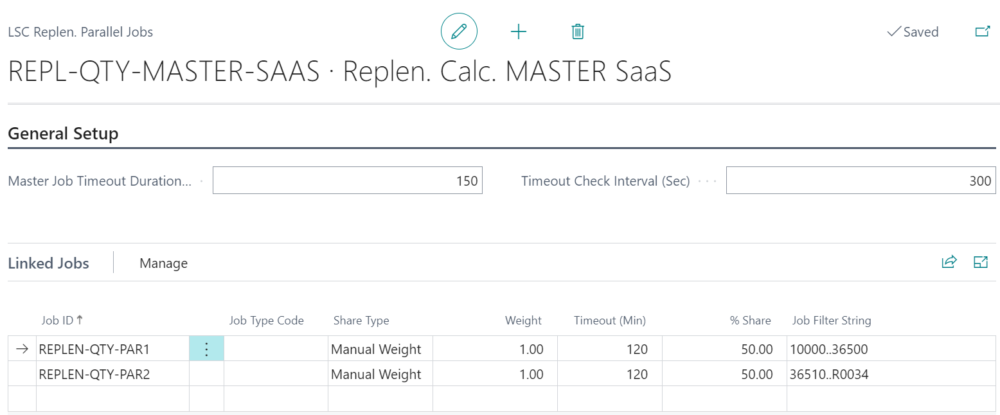 LSC Replen. Parallel Jobs
Saved
REPL-QTY-MASTER-SAAS · Replen. Calc. MASTER SaaS
General Setup
Master Job Timeout Duration... 150 Timeout Check Interval (Sec) 300
Linked Jobs Manage
Job ID ↑ Job Type Code Share Type Weight Timeout (Min) % Share Job Filter String
REPLEN-QTY-PAR1 Manual Weight 1.00 120 50.00 10000..36500
REPLEN-QTY-PAR2 Manual Weight 1.00 120 50.00 36510..R0034